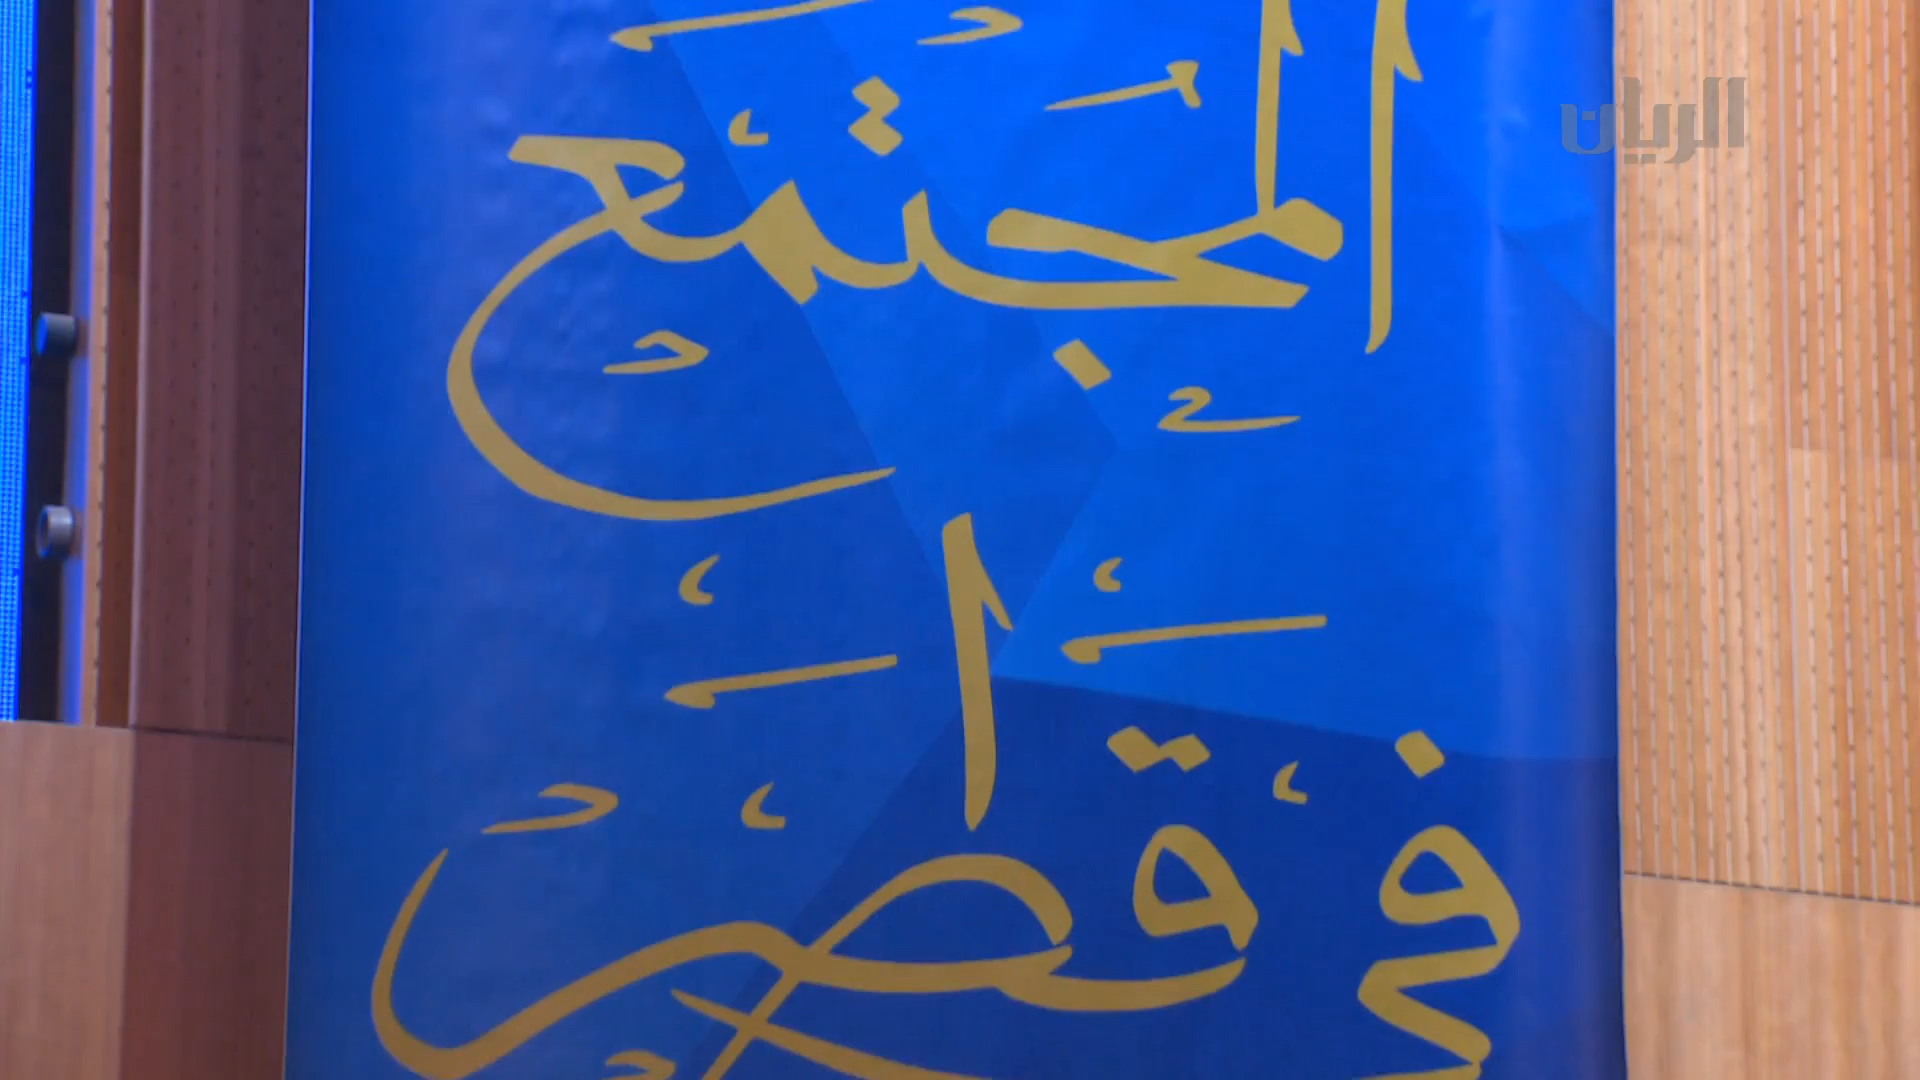 الريان
المجتمع
في قطر